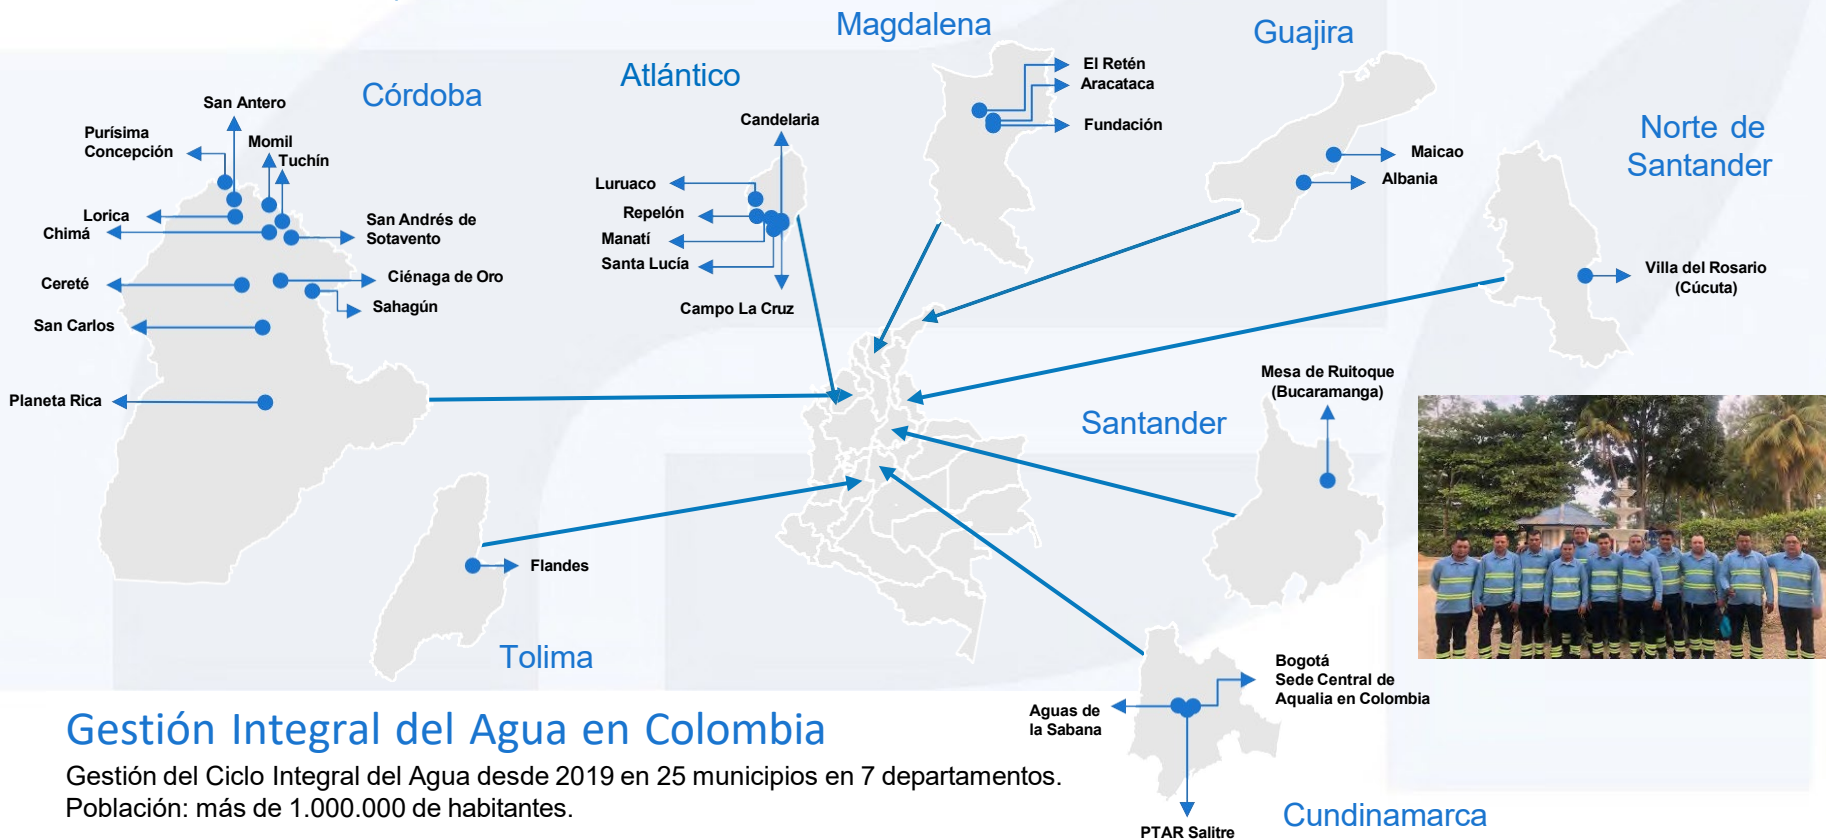 Magdalena
Guajira
Atlántico
Córdoba
Norte de
Santander
El Retén
Aracataca
Fundación
San Antero
Purísima
Concepción
Momil
Tuchín
Lorica
Chimá
San Andrés de
Sotavento
Cereté
Ciénaga de Oro
Sahagún
San Carlos
Planeta Rica
Candelaria
Luruaco
Repelón
Manatí
Santa Lucía
Campo La Cruz
Maicao
Albania
Villa del Rosario
(Cúcuta)
Mesa de Ruitoque
(Bucaramanga)
Santander
Flandes
Tolima
Bogotá
Sede Central de
Aqualia en Colombia
Aguas de
la Sabana
PTAR Salitre
Cundinamarca
Gestión Integral del Agua en Colombia
Gestión del Ciclo Integral del Agua desde 2019 en 25 municipios en 7 departamentos.
Población: más de 1.000.000 de habitantes.